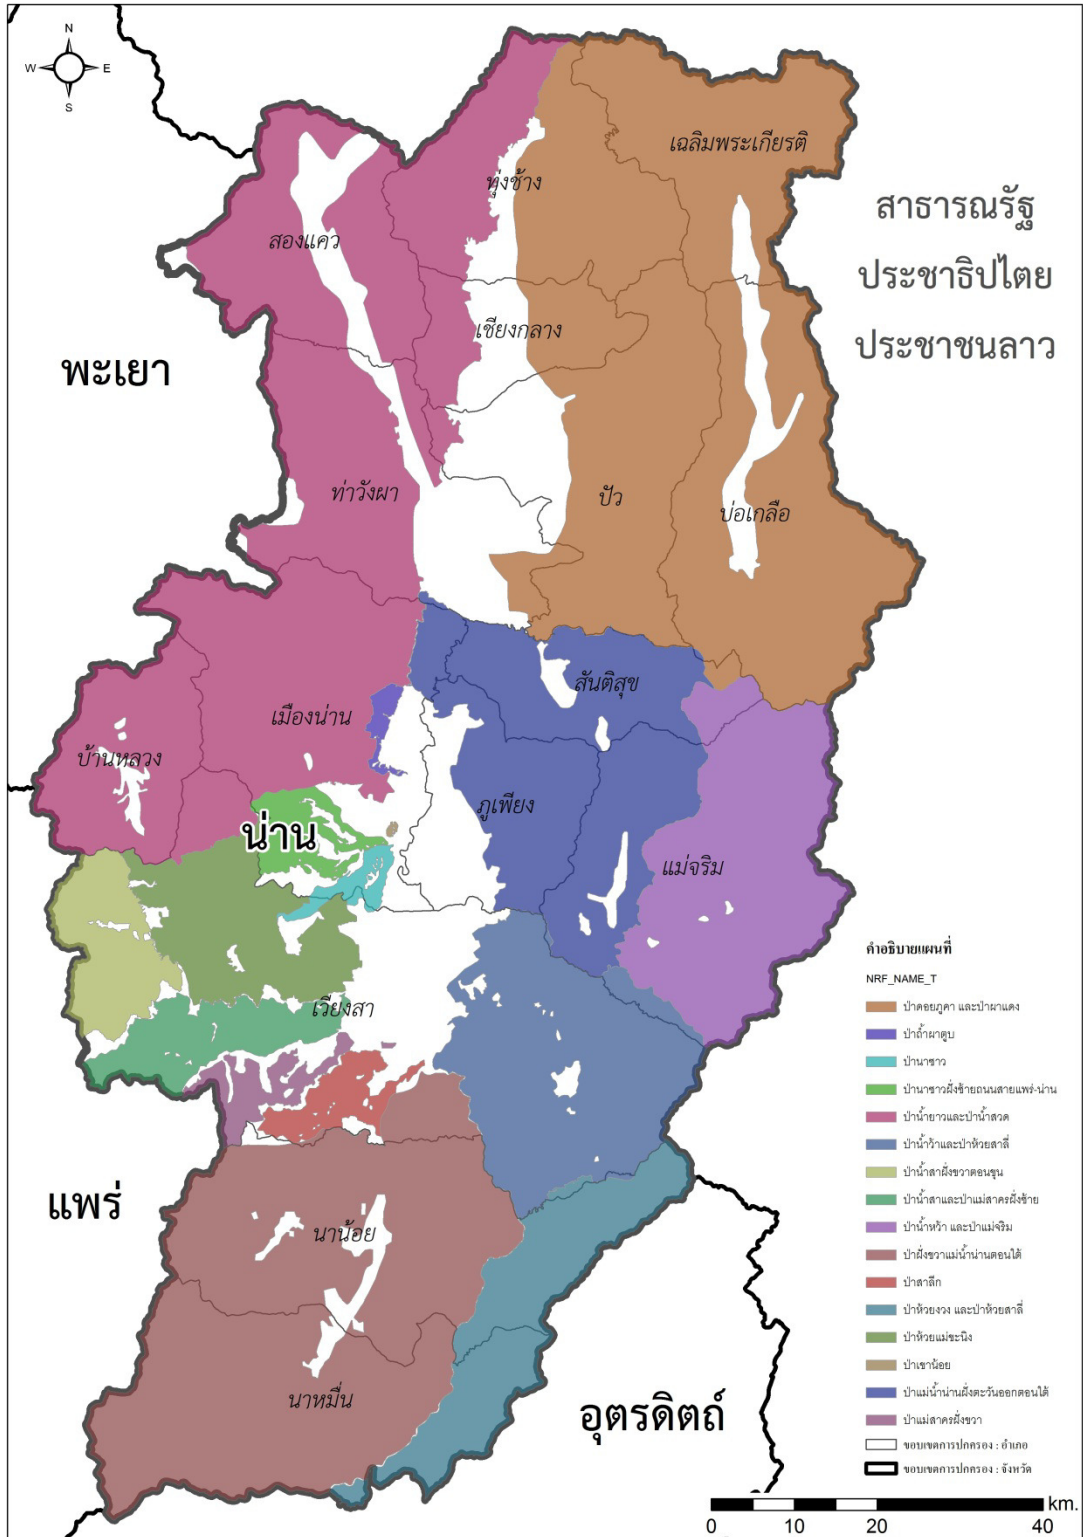 N
W E
S
เฉลิมพระเกียรติ
ทุ่งช้าง
สาธารณรัฐ
ประชาธิปไตย
ประชาชนลาว
สองแคว
เชียงกลาง
พะเยา
ท่าวังผา
ปัว
บ่อเกลือ
สันติสุข
เมืองน่าน
บ้านหลวง
ภูเพียง
น่าน
แม่จริม
เวียงสา
แพร่
นาน้อย
นาหมื่น
อุตรดิตถ์
คำอธิบายแผนที่
NRF_NAME_T
ป่าดอยภูคา และป่าผาแดง
ป่าถ้ำผาตูบ
ป่านาซาว
ป่านาซาวฝั่งซ้ายถนนสายแพร่-น่าน
ป่าน้ำยาวและป่าน้ำสวด
ป่าน้ำว้าและป่าห้วยสาลี่
ป่าน้ำสาฝั่งขวาตอนขุน
ป่าน้ำสาและป่าแม่สาครฝั่งซ้าย
ป่าน้ำหว้า และป่าแม่จริม
ป่าฝั่งขวาแม่น้ำน่านตอนใต้
ป่าสาลีก
ป่าห้วยงวง และป่าห้วยสาลี่
ป่าห้วยแม่ขะนิง
ป่าเขาน้อย
ป่าแม่น้ำน่านฝั่งตะวันออกตอนใต้
ป่าแม่สาครฝั่งขวา
ขอบเขตการปกครอง : อำเภอ
ขอบเขตการปกครอง : จังหวัด
km.
0 10 20 40